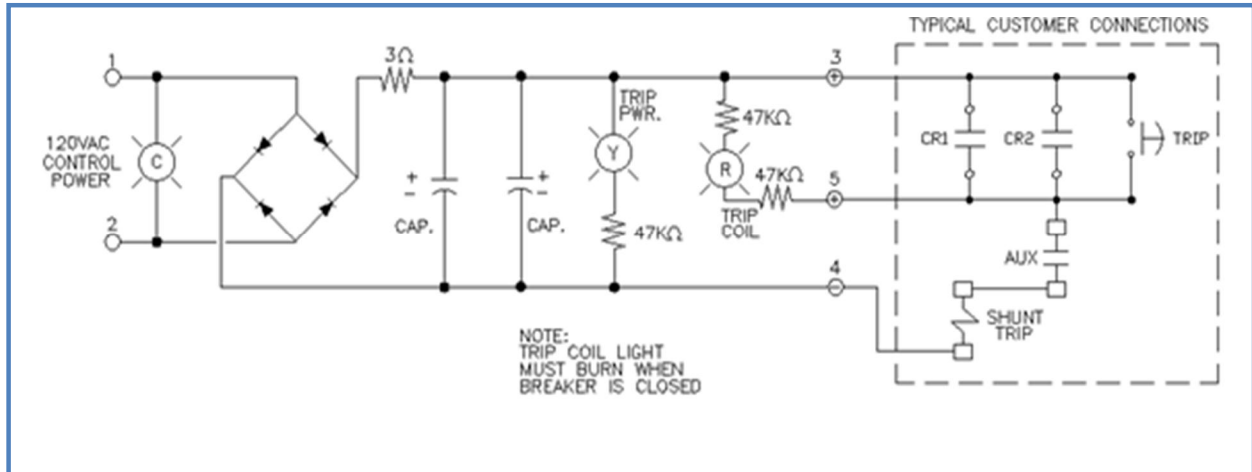 TYPICAL CUSTOMER CONNECTIONS
1
3Ω
3
+
120VAC
CONTROL
POWER
C
+
−
CAP.
+
−
CAP.
TRIP
PWR.
Y
47KΩ
47KΩ
R
47KΩ
TRIP
COIL
5
+
CR1
CR2
TRIP
2
AUX
4
−
SHUNT
TRIP
NOTE:
TRIP COIL LIGHT
MUST BURN WHEN
BREAKER IS CLOSED